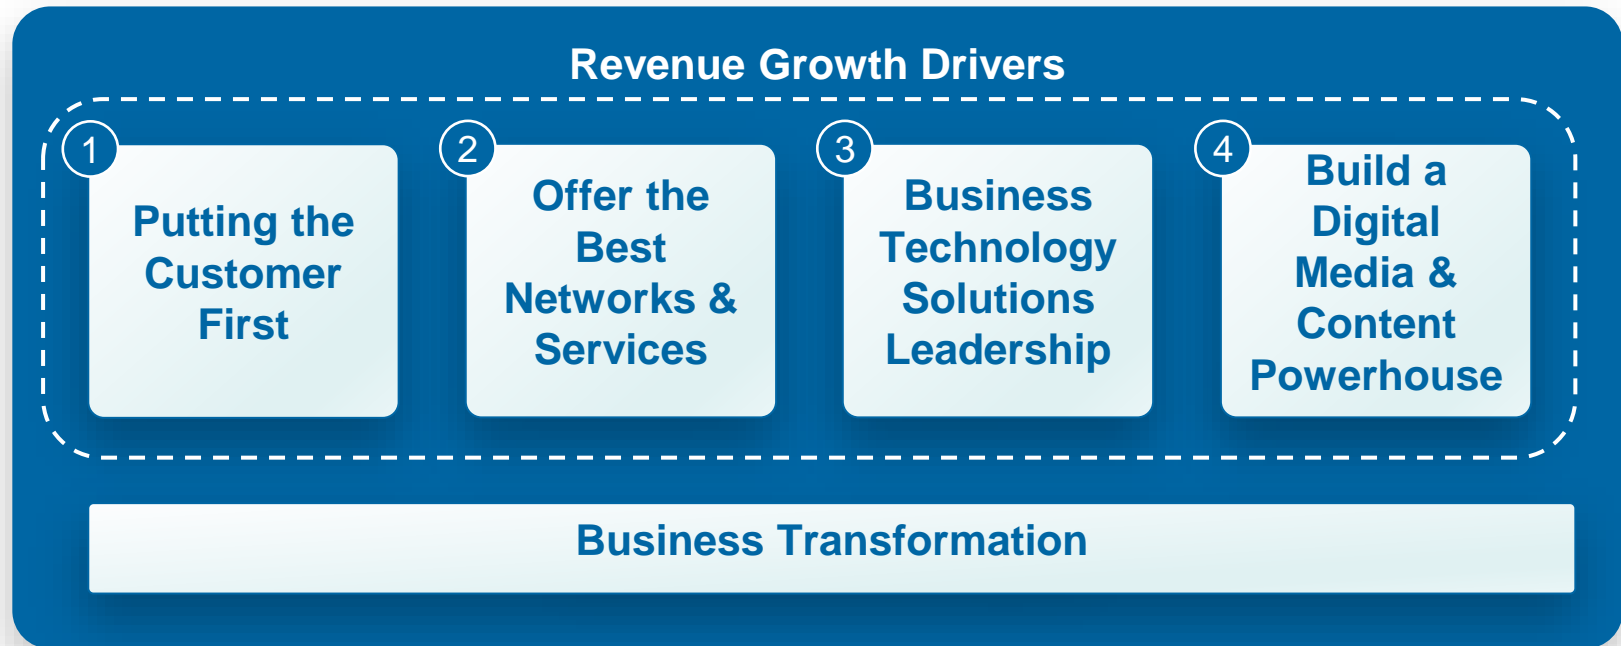 Revenue Growth Drivers
1
Putting the
Customer
First
2
Offer the
Best
Networks &
Services
3
Business
Technology
Solutions
Leadership
4
Build a
Digital
Media &
Content
Powerhouse
Business Transformation